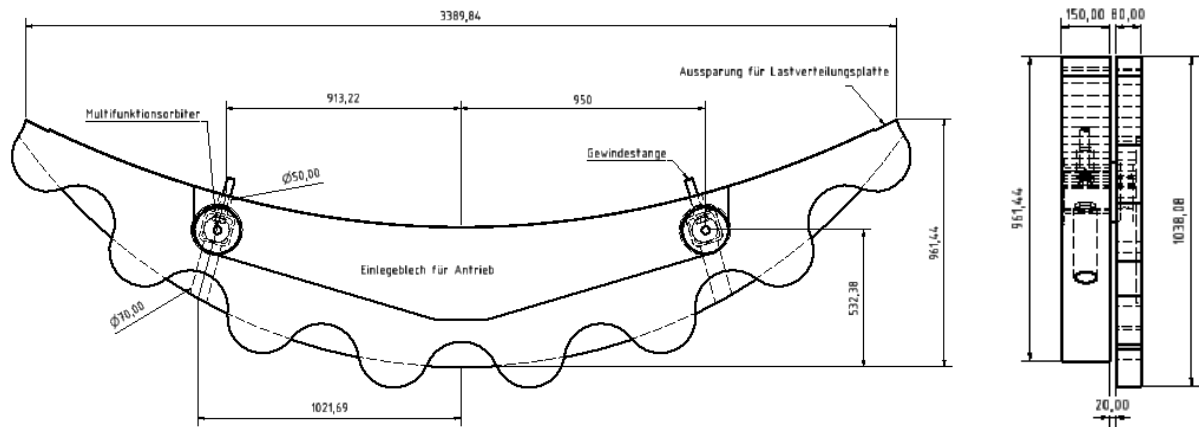 3389,84
150,00 80,00
Aussparung für Lastverteilungsplatte
913,22
950
Multifunktionsorbiter
Gewindestange
Ø50,00
961,44
961,44
1038,08
Einlegeblech für Antrieb
532,38
Ø70,00
1021,69
20,00